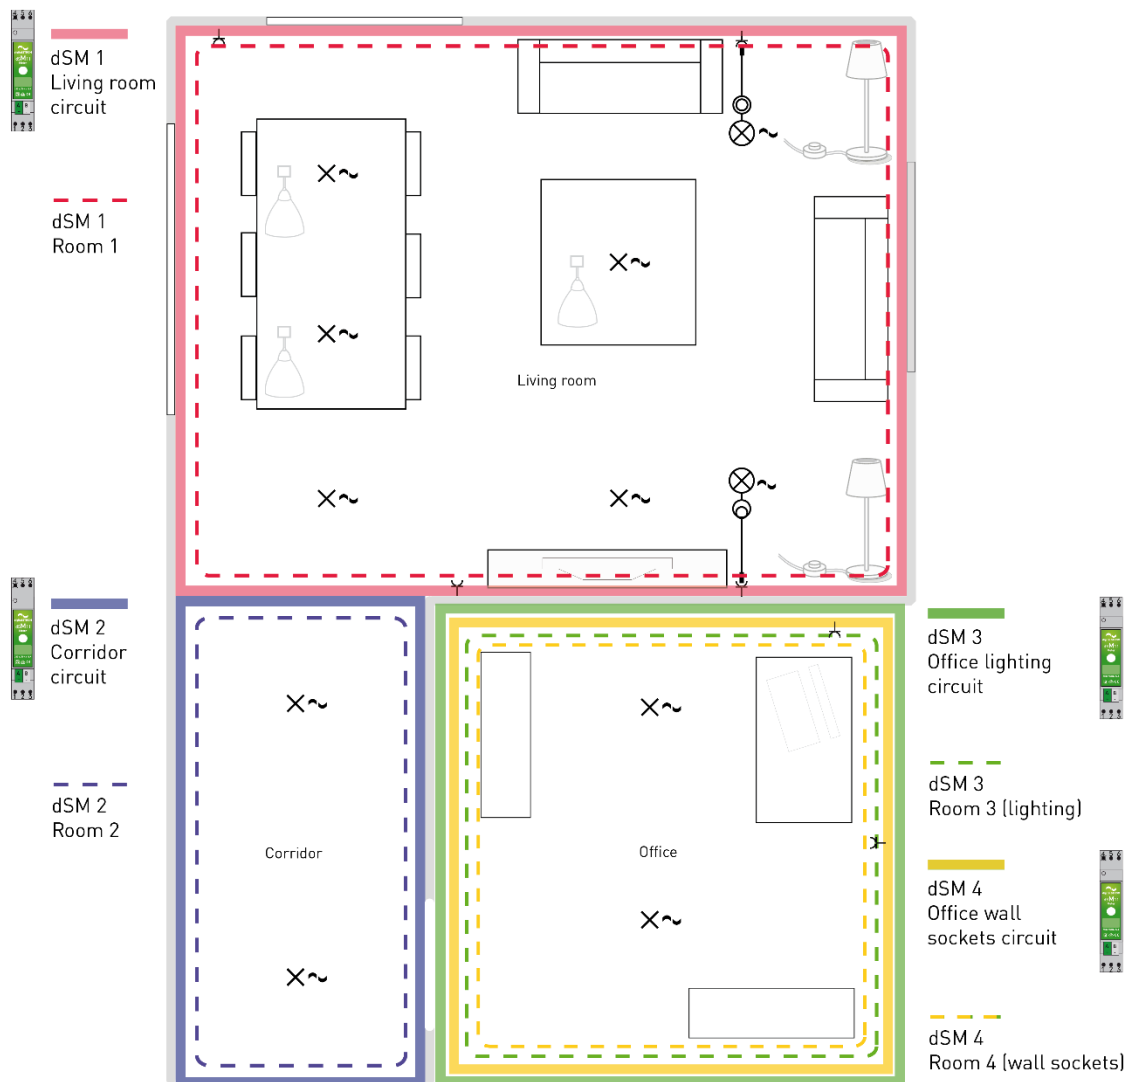 dSM 1
Living room
circuit
dSM 1
Room 1
Living room
dSM 2
Corridor
circuit
dSM 2
Room 2
Corridor
Office
dSM 3
Office lighting
circuit
dSM 3
Room 3 (lighting)
dSM 4
Office wall
sockets circuit
dSM 4
Room 4 (wall sockets)